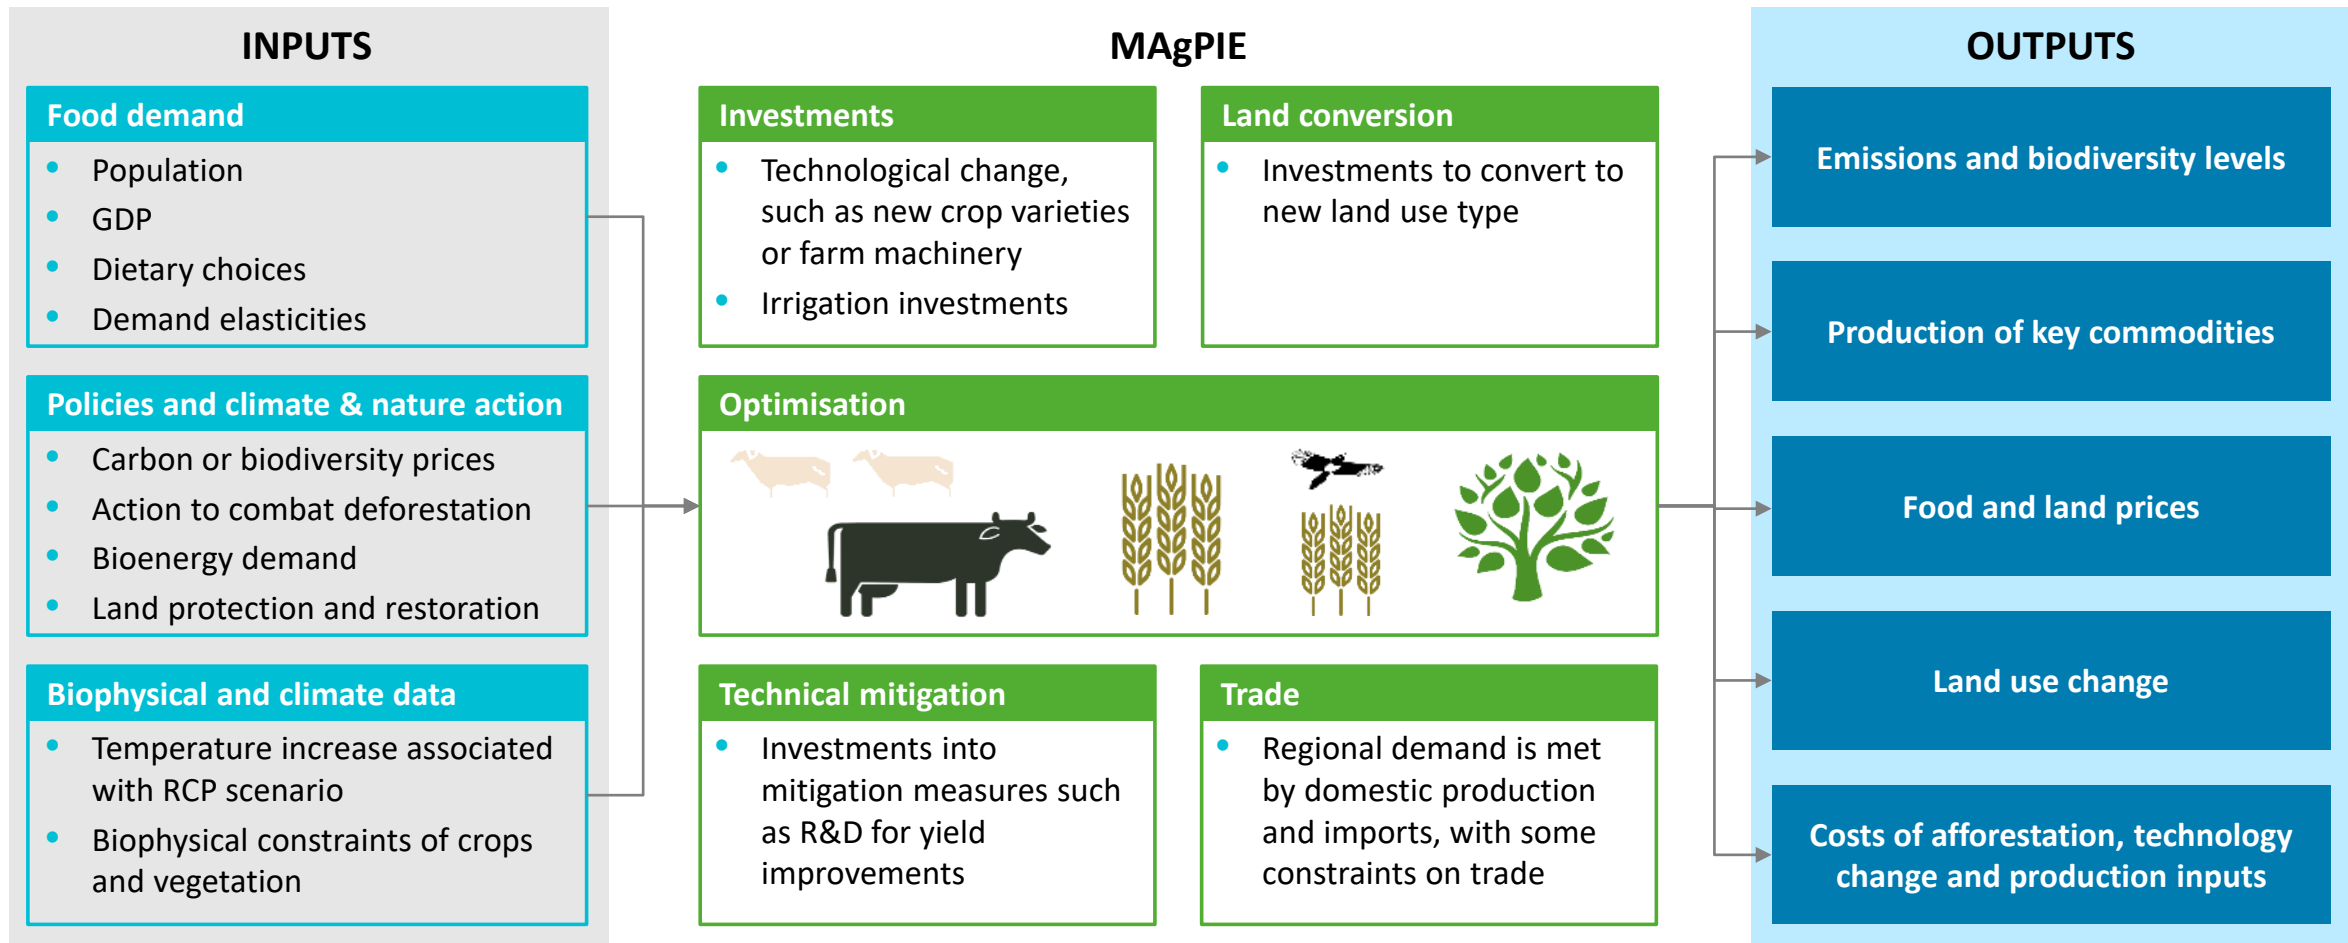 INPUTS
Food demand
• Population
• GDP
• Dietary choices
• Demand elasticities
Policies and climate & nature action
• Carbon or biodiversity prices
• Action to combat deforestation
• Bioenergy demand
• Land protection and restoration
Biophysical and climate data
• Temperature increase associated
with RCP scenario
• Biophysical constraints of crops
and vegetation
MAgPIE
Investments
• Technological change,
such as new crop varieties
or farm machinery
• Irrigation investments
Land conversion
• Investments to convert to
new land use type
Optimisation
Technical mitigation
• Investments into
mitigation measures such
as R&D for yield
improvements
Trade
• Regional demand is met
by domestic production
and imports, with some
constraints on trade
OUTPUTS
Emissions and biodiversity levels
Production of key commodities
Food and land prices
Land use change
Costs of afforestation, technology
change and production inputs